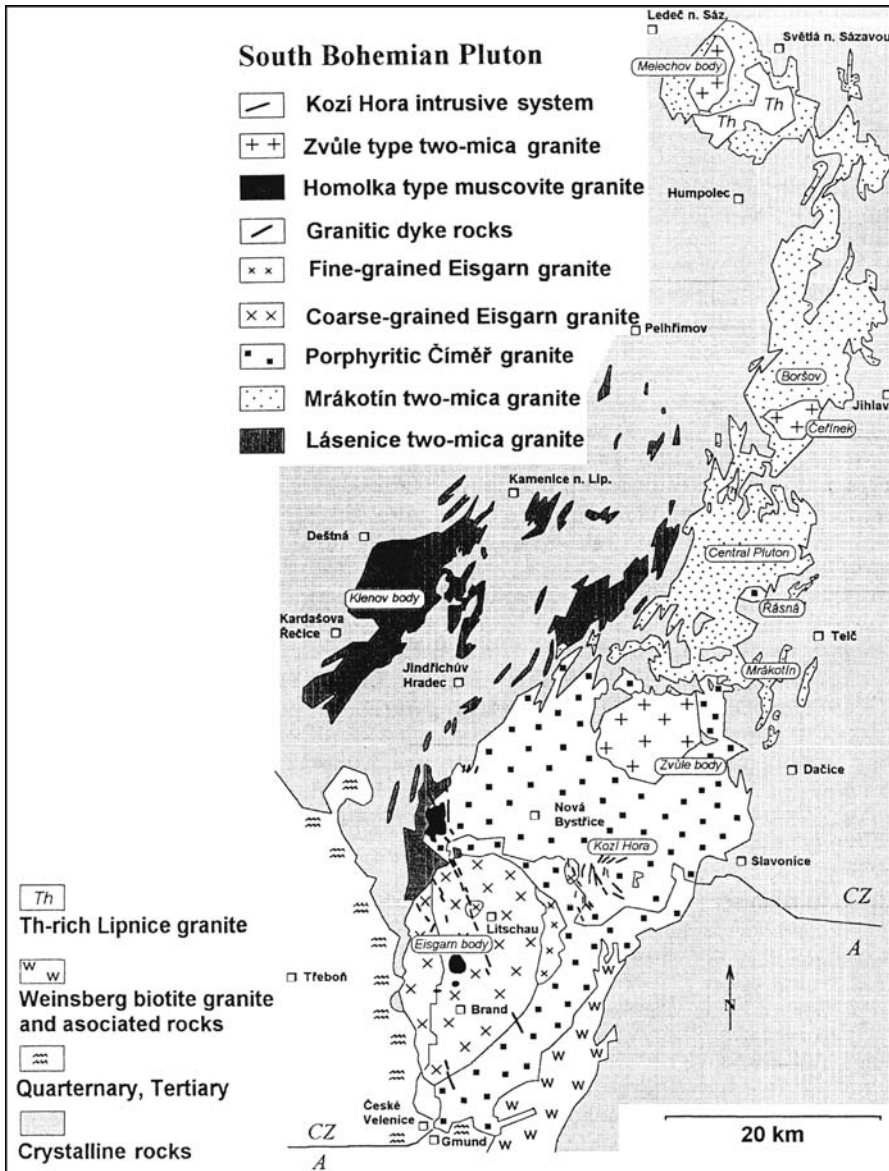 South Bohemian Pluton
Kozí Hora intrusive system
Zvůle type two-mica granite
Homolka type muscovite granite
Granitic dyke rocks
Fine-grained Eisgarn granite
Coarse-grained Eisgarn granite
Porphyritic Číměř granite
Mrákotín two-mica granite
Lásenice two-mica granite
Ledeč n. Sáz.
Světlá n. Sázavou
Melechov body
Th
Th
Humpolec
Pelhřimov
Boršov
Jihlav
Čeřínek
Kamenice n. Lip.
Deštná
Central Pluton
Klenov body
Řásná
Kardašova
Řečice
Telč
Jindřichův
Hradec
Mrákotín
Zvůle body
Dačice
Nová
Bystřice
Kozí Hora
Slavonice
CZ
A
Litschau
Eisgarn body
Třeboň
Brand
N
České
Velenice
Gmund
CZ
A
20 km
Th
Th-rich Lipnice granite
W W
Weinsberg biotite granite
and asociated rocks
Quarternary, Tertiary
Crystalline rocks
W
W
W
W
W
W
W
W
W
W
W